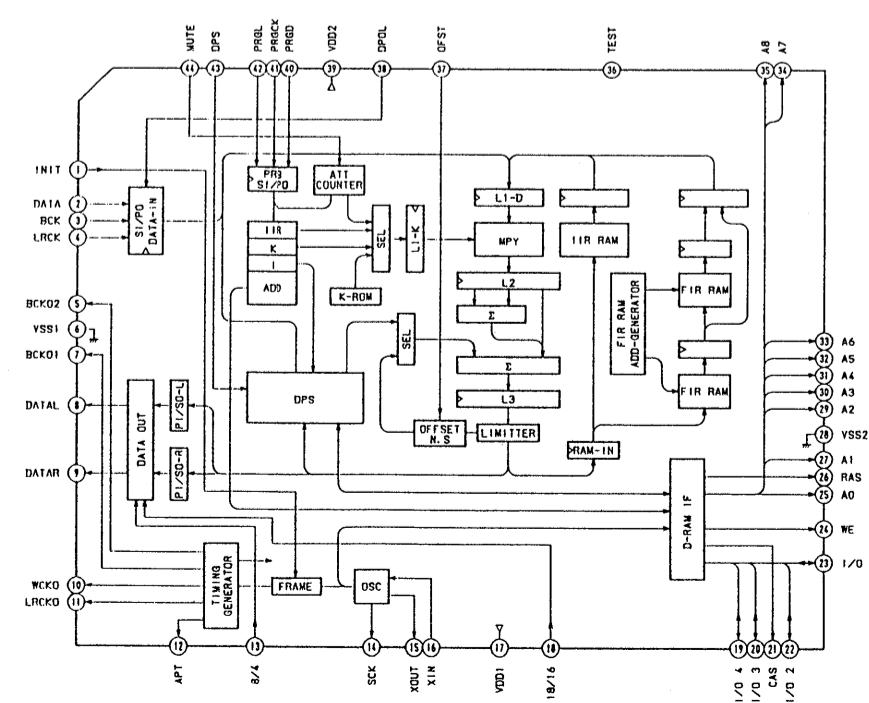 MUTE
DPS
PRGL
PRGCK
PRGD
VDD2
DPOL
OFST
TEST
A8
A7
44
43
42
41
40
39
38
37
36
35
34
INIT
1
DATA
2
BCK
3
LRCK
4
SI/PO
DATA-IN
PRG
SI/PO
ATT
COUNTER
IIR
K
I
ADD
SEL
L1-K
K-ROM
L1-D
MPY
L2
Σ
Σ
L3
LIMITTER
SEL
DPS
OFFSET
N.S
IIR RAM
RAM-IN
FIR RAM
ADD-GENERATOR
FIR RAM
FIR RAM
BCKO2
5
VSS1
6
BCKO1
7
DATAL
8
DATAR
9
DATA OUT
PI/SO-L
PI/SO-R
33
A6
32
A5
31
A4
30
A3
29
A2
28
VSS2
27
A1
26
RAS
25
A0
24
WE
23
I/O
D-RAM IF
WCKO
10
LRCKO
11
TIMING
GENERATOR
FRAME
OSC
12
13
14
15
16
17
18
19
20
21
22
APT
8/4
SCK
XOUT
XIN
VDD1
18/16
I/O 4
I/O 3
CAS
I/O 2